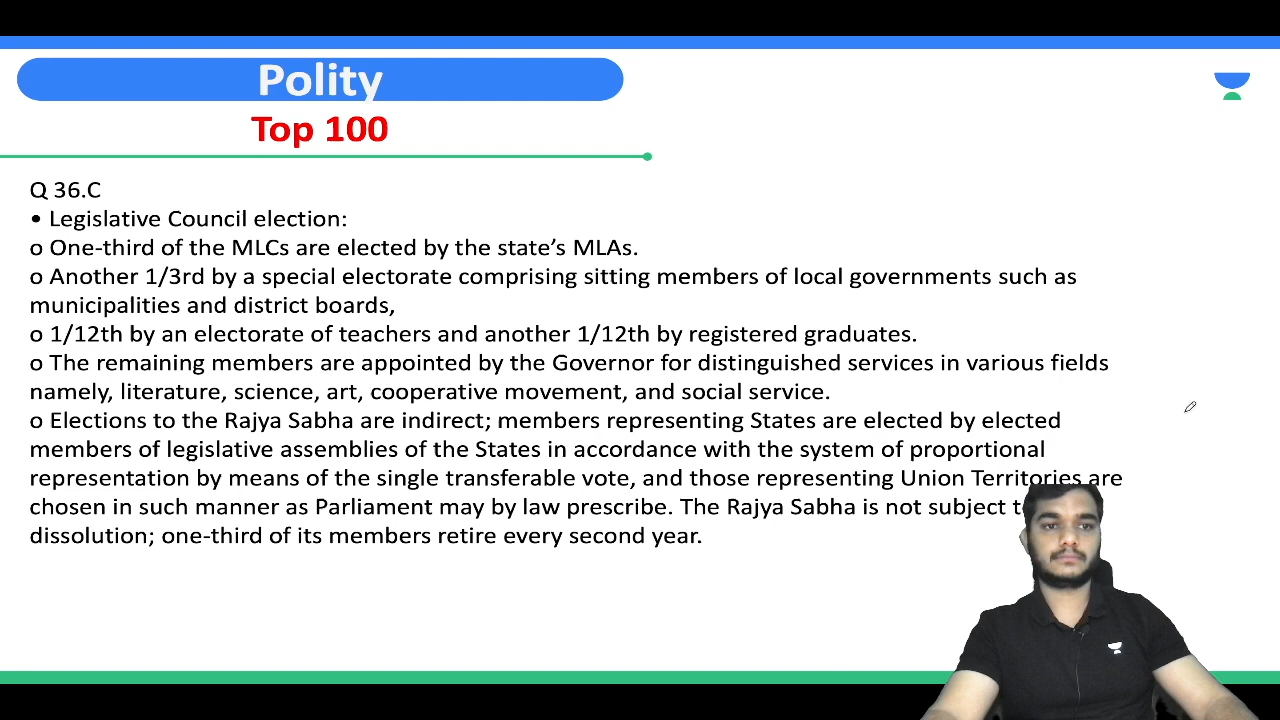 Polity
Top 100
Q 36.C
• Legislative Council election:
o One-third of the MLCs are elected by the state’s MLAs.
o Another 1/3rd by a special electorate comprising sitting members of local governments such as
municipalities and district boards,
o 1/12th by an electorate of teachers and another 1/12th by registered graduates.
o The remaining members are appointed by the Governor for distinguished services in various fields
namely, literature, science, art, cooperative movement, and social service.
o Elections to the Rajya Sabha are indirect; members representing States are elected by elected
members of legislative assemblies of the States in accordance with the system of proportional
representation by means of the single transferable vote, and those representing Union Territories are
chosen in such manner as Parliament may by law prescribe. The Rajya Sabha is not subject
dissolution; one-third of its members retire every second year.